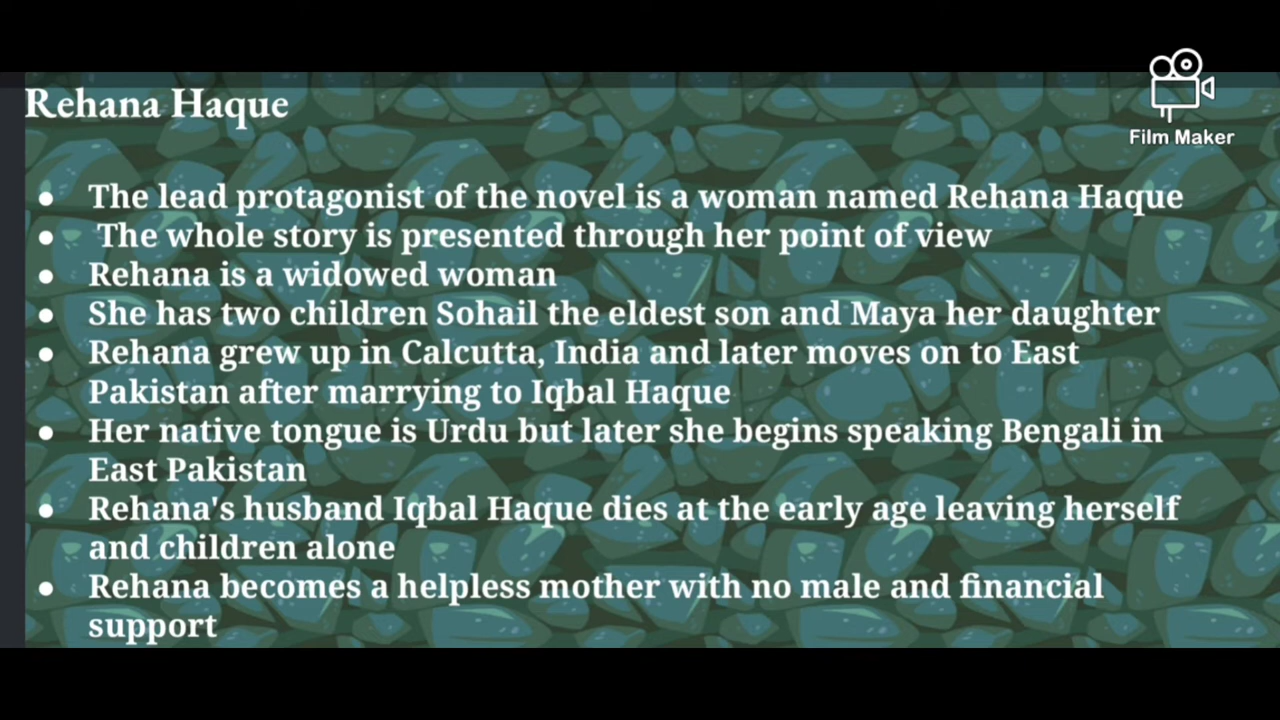 Rehana Haque
Film Maker
● The lead protagonist of the novel is a woman named Rehana Haque
● The whole story is presented through her point of view
● Rehana is a widowed woman
● She has two children Sohail the eldest son and Maya her daughter
● Rehana grew up in Calcutta, India and later moves on to East
Pakistan after marrying to Iqbal Haque
● Her native tongue is Urdu but later she begins speaking Bengali in
East Pakistan
● Rehana's husband Iqbal Haque dies at the early age leaving herself
and children alone
● Rehana becomes a helpless mother with no male and financial
support